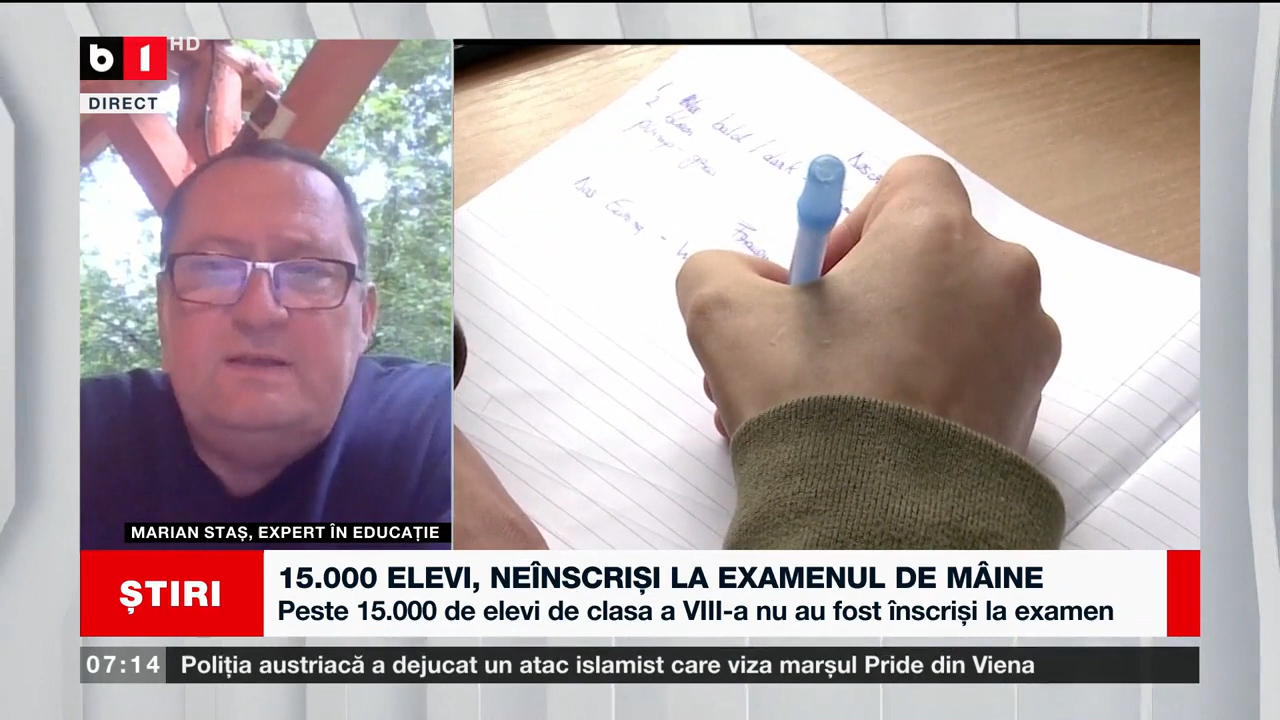 b1 HD
DIRECT
MARIAN STAȘ, EXPERT ÎN EDUCAȚIE
ȘTIRI
15.000 ELEVI, NEÎNSCRIȘI LA EXAMENUL DE MÂINE
Peste 15.000 de elevi de clasa a VIII-a nu au fost înscriși la examen
07:14 Poliția austriacă a dejucat un atac islamist care viza marșul Pride din Viena